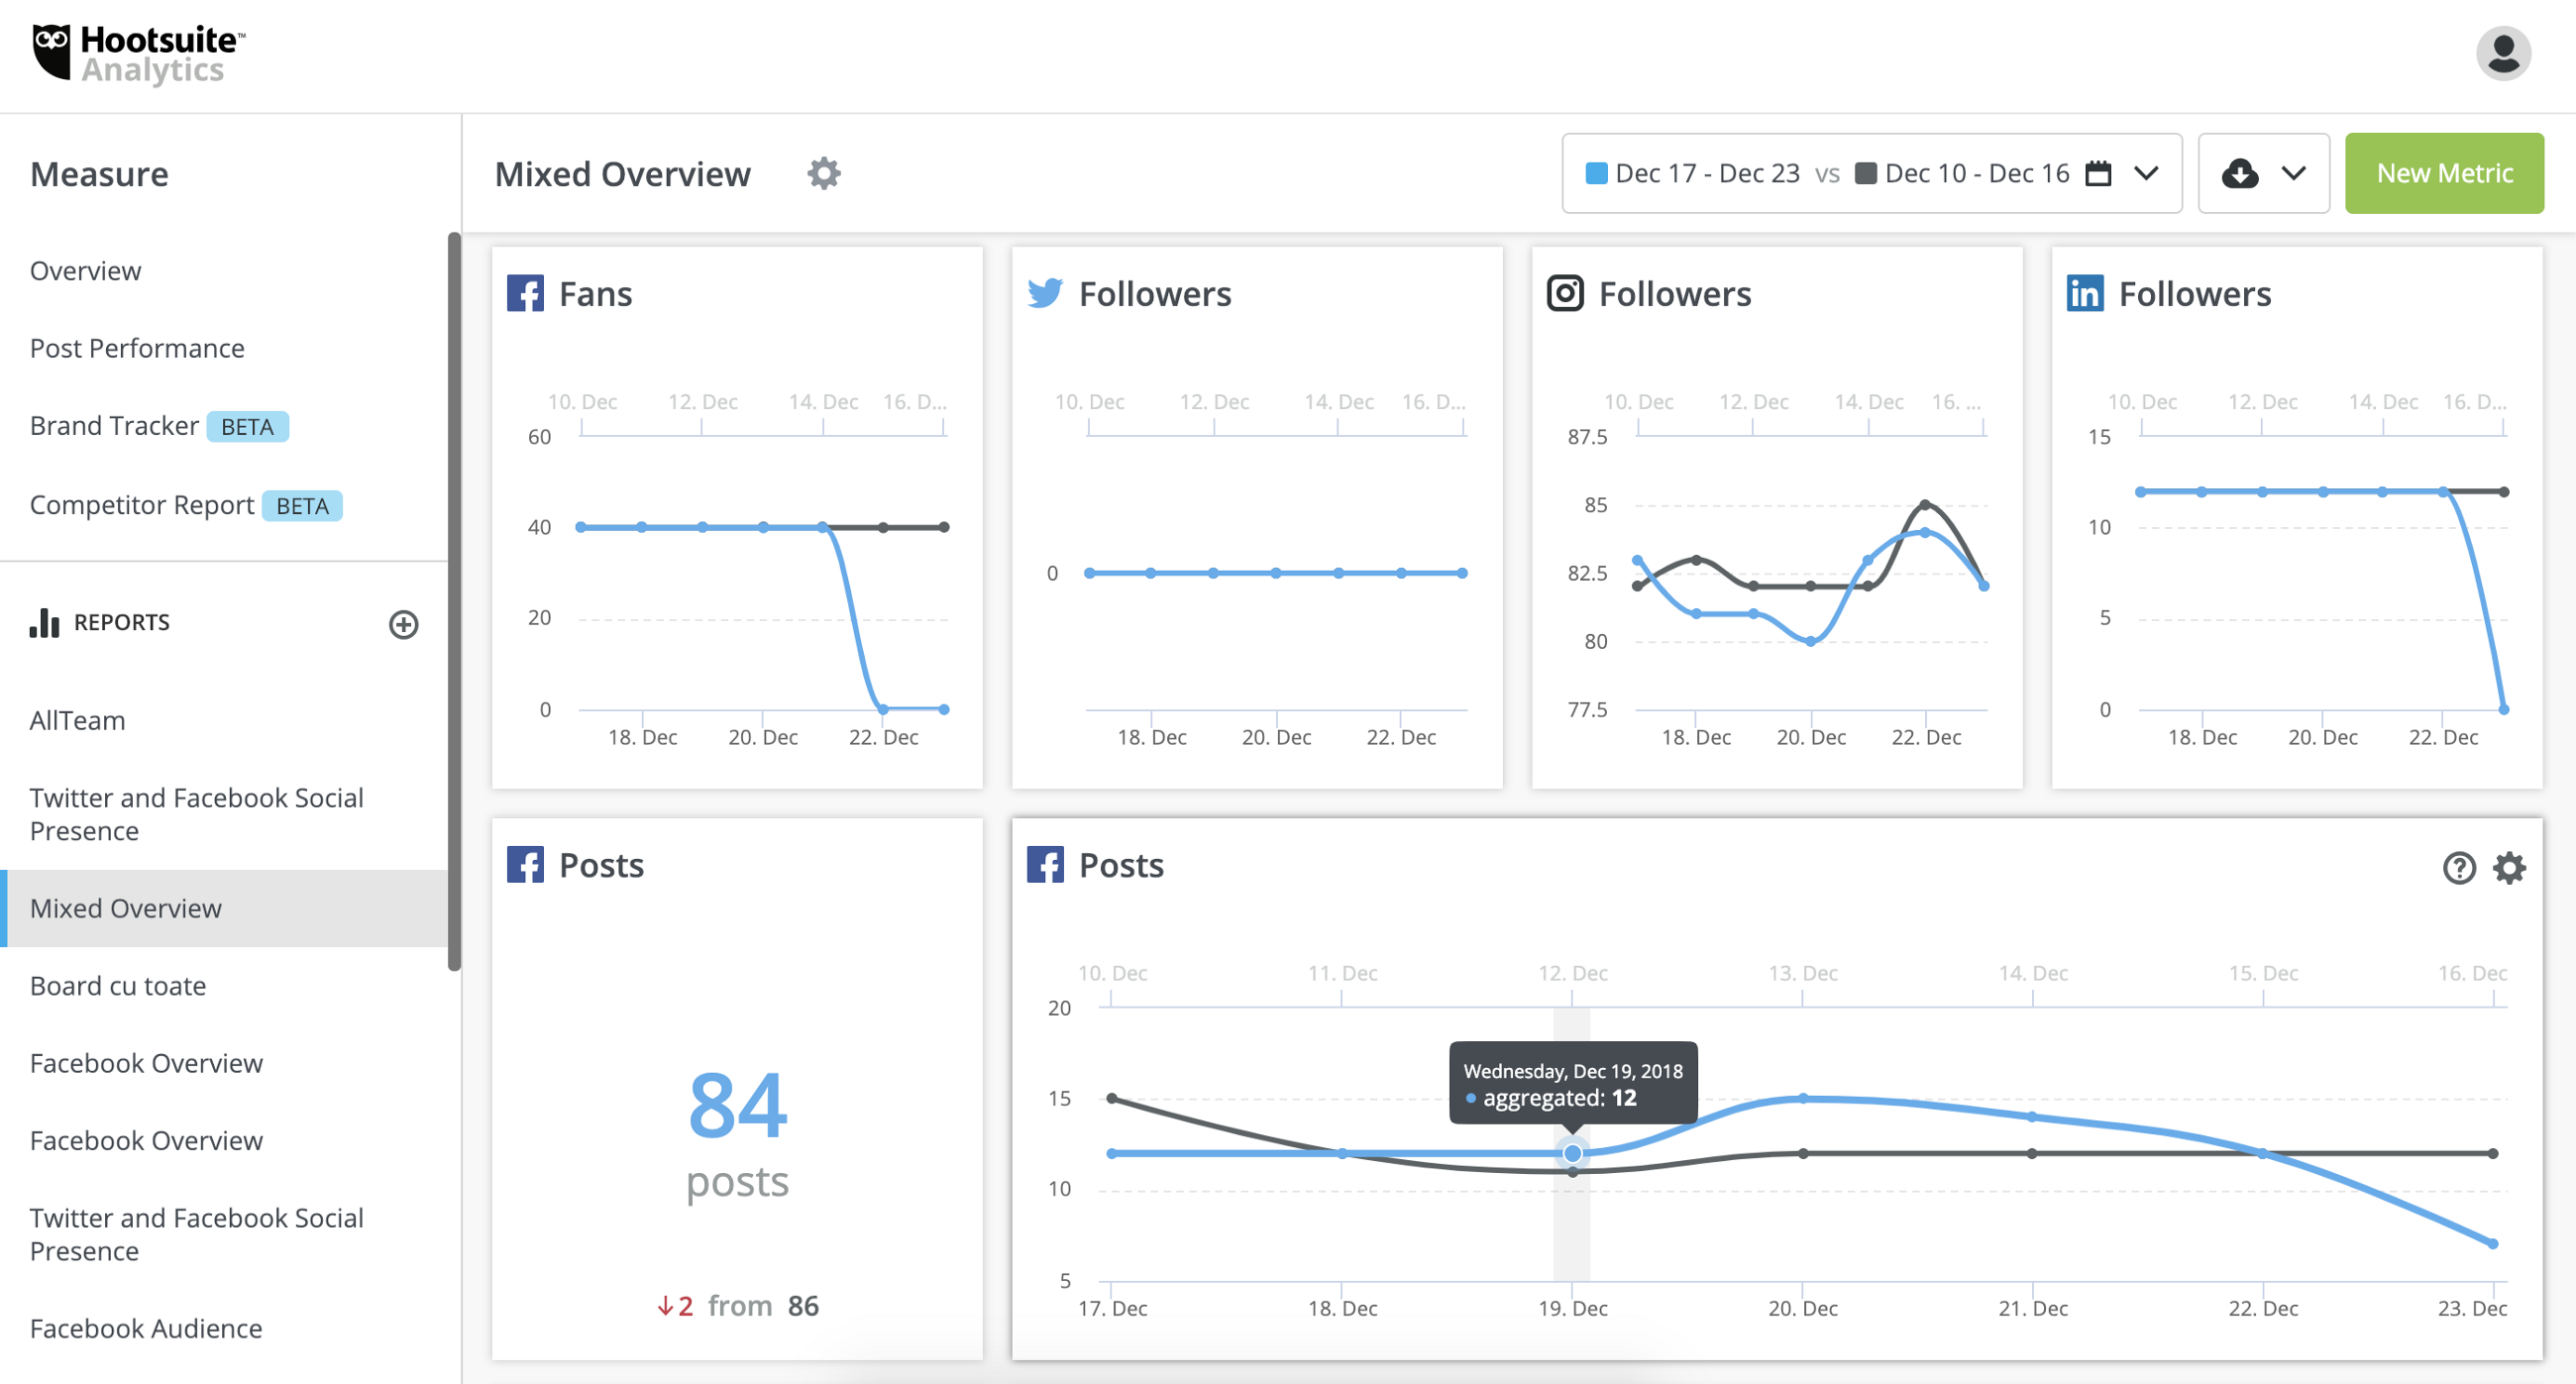 Hootsuite™
Analytics
Measure
Overview
Post Performance
Brand Tracker BETA
Competitor Report BETA
REPORTS
AllTeam
Twitter and Facebook Social
Presence
Mixed Overview
Board cu toate
Facebook Overview
Facebook Overview
Twitter and Facebook Social
Presence
Facebook Audience
Mixed Overview
Dec 17 - Dec 23 vs Dec 10 - Dec 16
New Metric
Fans
10. Dec 12. Dec 14. Dec 16. D...
60
40
20
0
18. Dec 20. Dec 22. Dec
Followers
10. Dec 12. Dec 14. Dec 16. D...
0
18. Dec 20. Dec 22. Dec
Followers
10. Dec 12. Dec 14. Dec 16. ...
87.5
85
82.5
80
77.5
18. Dec 20. Dec 22. Dec
in Followers
10. Dec 12. Dec 14. Dec 16. D...
15
10
5
0
18. Dec 20. Dec 22. Dec
Posts
84
posts
↓2 from 86
Posts
10. Dec 11. Dec 12. Dec 13. Dec 14. Dec 15. Dec 16. Dec
20
15
10
5
Wednesday, Dec 19, 2018
aggregated: 12
17. Dec 18. Dec 19. Dec 20. Dec 21. Dec 22. Dec 23. Dec